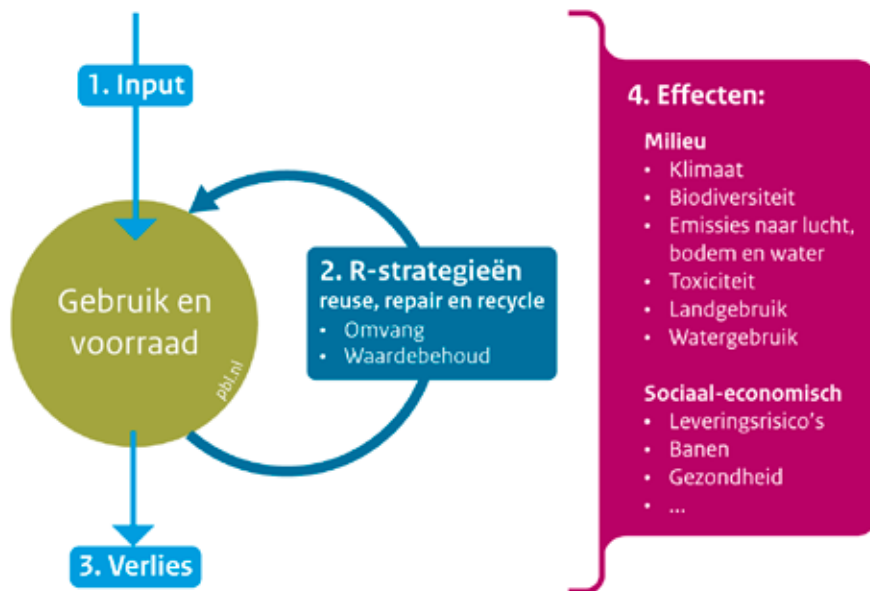 1. Input
Gebruik en
voorraad
pbl.nl
2. R-strategieën
reuse, repair en recycle
• Omvang
• Waardebehoud
3. Verlies
4. Effecten:
Milieu
• Klimaat
• Biodiversiteit
• Emissies naar lucht,
bodem en water
• Toxiciteit
• Landgebruik
• Watergebruik
Sociaal-economisch
• Leveringsrisico's
• Banen
• Gezondheid
• ...